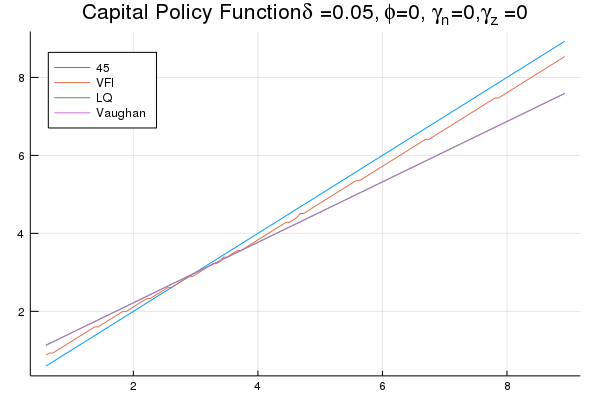 Capital Policy Functionδ =0.05, ϕ=0, γn=0,γz =0
45
VFI
LQ
Vaughan
8
6
4
2
2 4 6 8